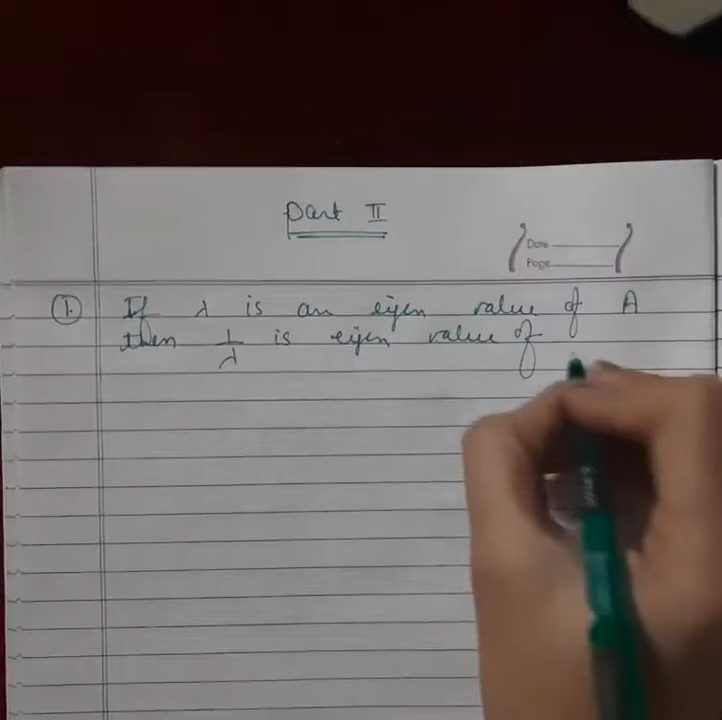 Part II
Date
Page
1. If λ is an eigen value of A
then 1/λ is eigen value of